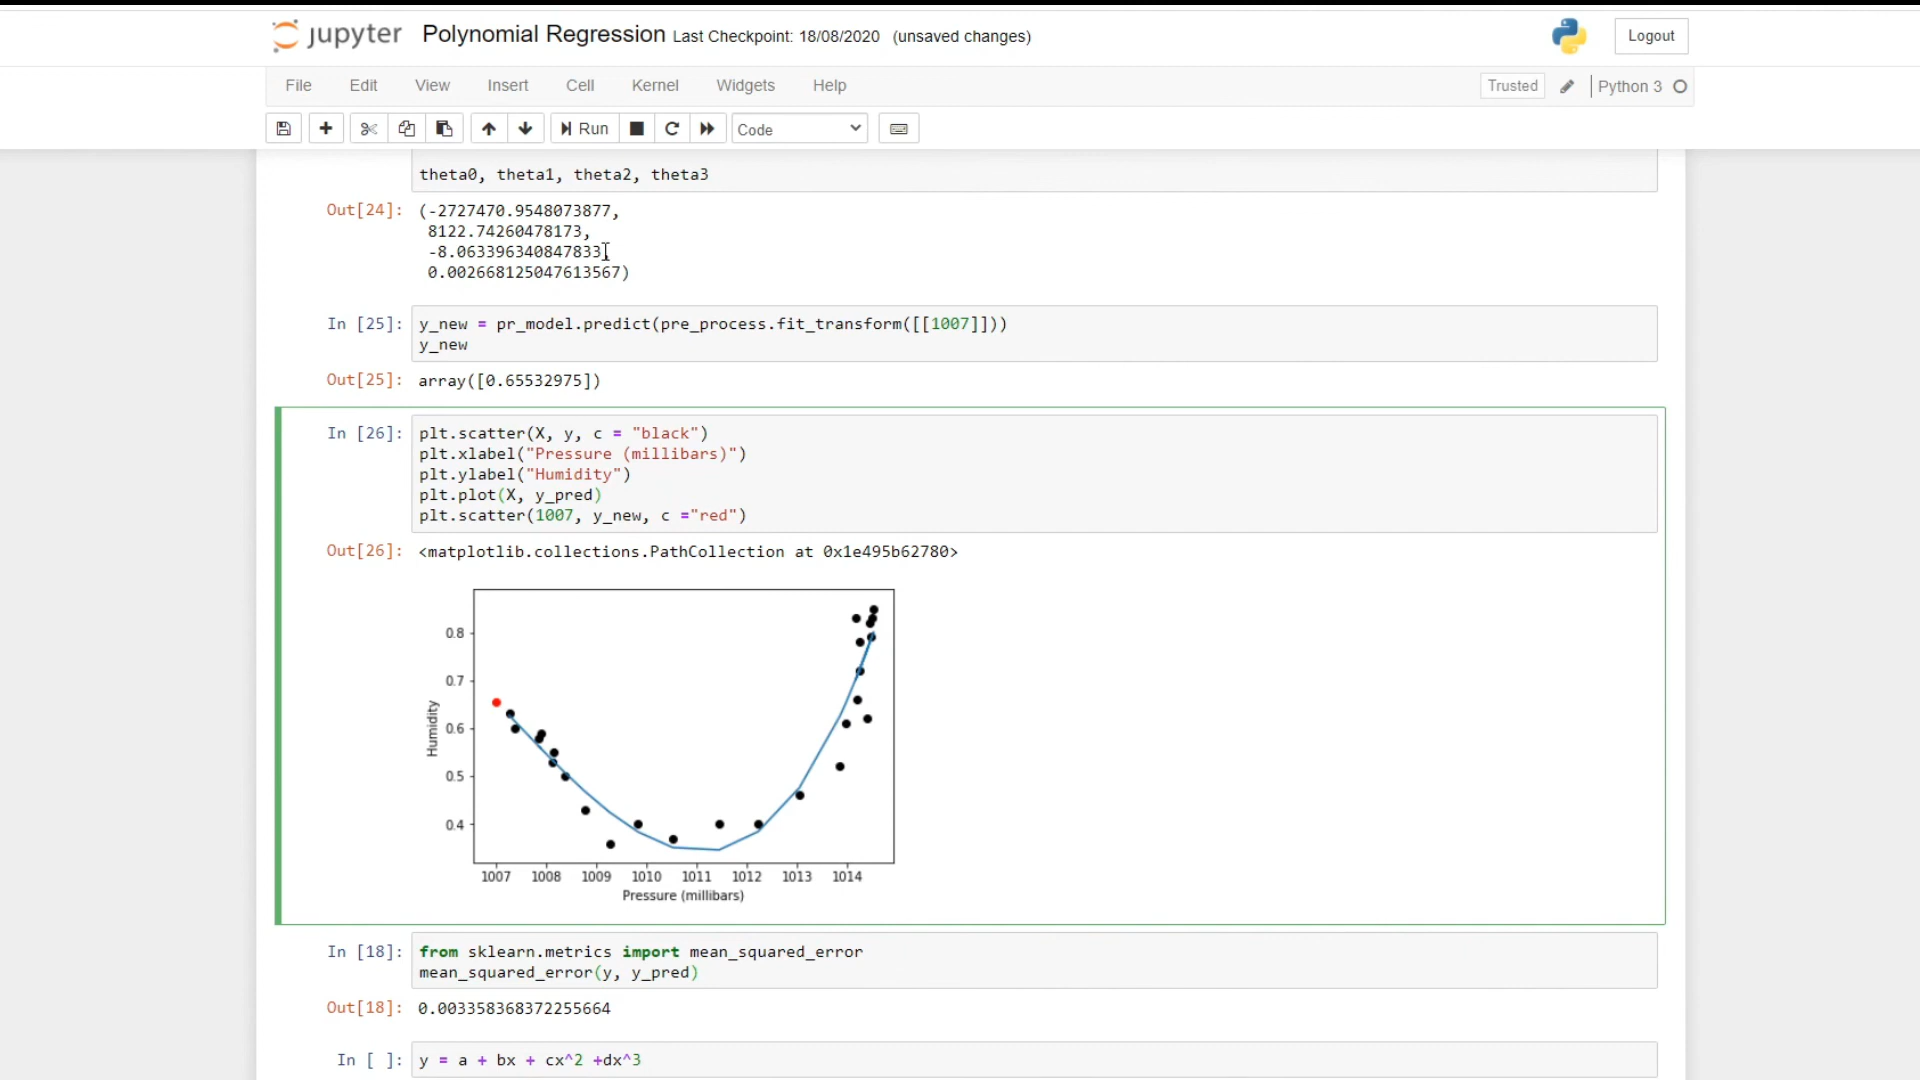 jupyter Polynomial Regression Last Checkpoint: 18/08/2020 (unsaved changes) Logout
File Edit View Insert Cell Kernel Widgets Help Trusted Python 3
Run Code
theta0, theta1, theta2, theta3
Out[24]: (-2727470.9548073877,
8122.74260478173,
-8.063396340847833,
0.002668125047613567)
In [25]: y_new = pr_model.predict(pre_process.fit_transform([[1007]]))
y_new
Out[25]: array([0.65532975])
In [26]: plt.scatter(X, y, c = "black")
plt.xlabel("Pressure (millibars)")
plt.ylabel("Humidity")
plt.plot(X, y_pred)
plt.scatter(1007, y_new, c ="red")
Out[26]: <matplotlib.collections.PathCollection at 0x1e495b62780>
0.8
0.7
0.6
0.5
0.4
Humidity
1007 1008 1009 1010 1011 1012 1013 1014
Pressure (millibars)
In [18]: from sklearn.metrics import mean_squared_error
mean_squared_error(y, y_pred)
Out[18]: 0.003358368372255664
In [ ]: y = a + bx + cx^2 +dx^3